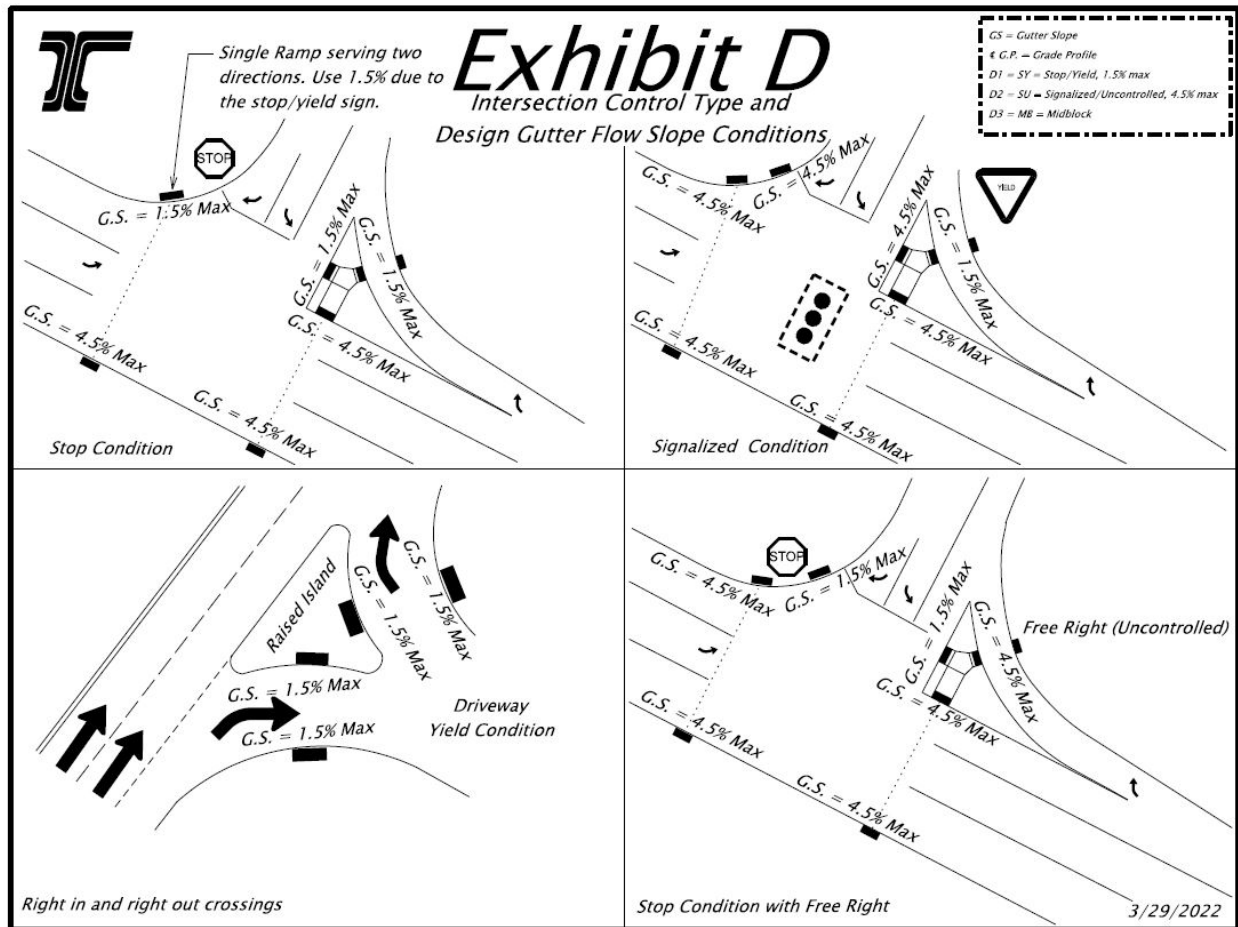 Exhibit D
Intersection Control Type and
Design Gutter Flow Slope Conditions
Single Ramp serving two
directions. Use 1.5% due to
the stop/yield sign.
GS = Gutter Slope
℄ G.P. = Grade Profile
D1 = SY = Stop/Yield, 1.5% max
D2 = SU = Signalized/Uncontrolled, 4.5% max
D3 = MB = Midblock
STOP
G.S. = 1.5% Max
G.S. = 1.5% Max
G.S. = 1.5% Max
G.S. = 4.5% Max
G.S. = 4.5% Max
G.S. = 4.5% Max
Stop Condition
G.S. = 4.5% Max
G.S. = 4.5% Max
YIELD
G.S. = 4.5% Max
G.S. = 1.5% Max
G.S. = 4.5% Max
G.S. = 4.5% Max
G.S. = 4.5% Max
Signalized Condition
Raised Island
G.S. = 1.5% Max
G.S. = 1.5% Max
G.S. = 1.5% Max
G.S. = 1.5% Max
Driveway
Yield Condition
Right in and right out crossings
STOP
G.S. = 4.5% Max
G.S. = 1.5% Max
G.S. = 1.5% Max
G.S. = 4.5% Max
Free Right (Uncontrolled)
G.S. = 4.5% Max
G.S. = 4.5% Max
G.S. = 4.5% Max
Stop Condition with Free Right
3/29/2022